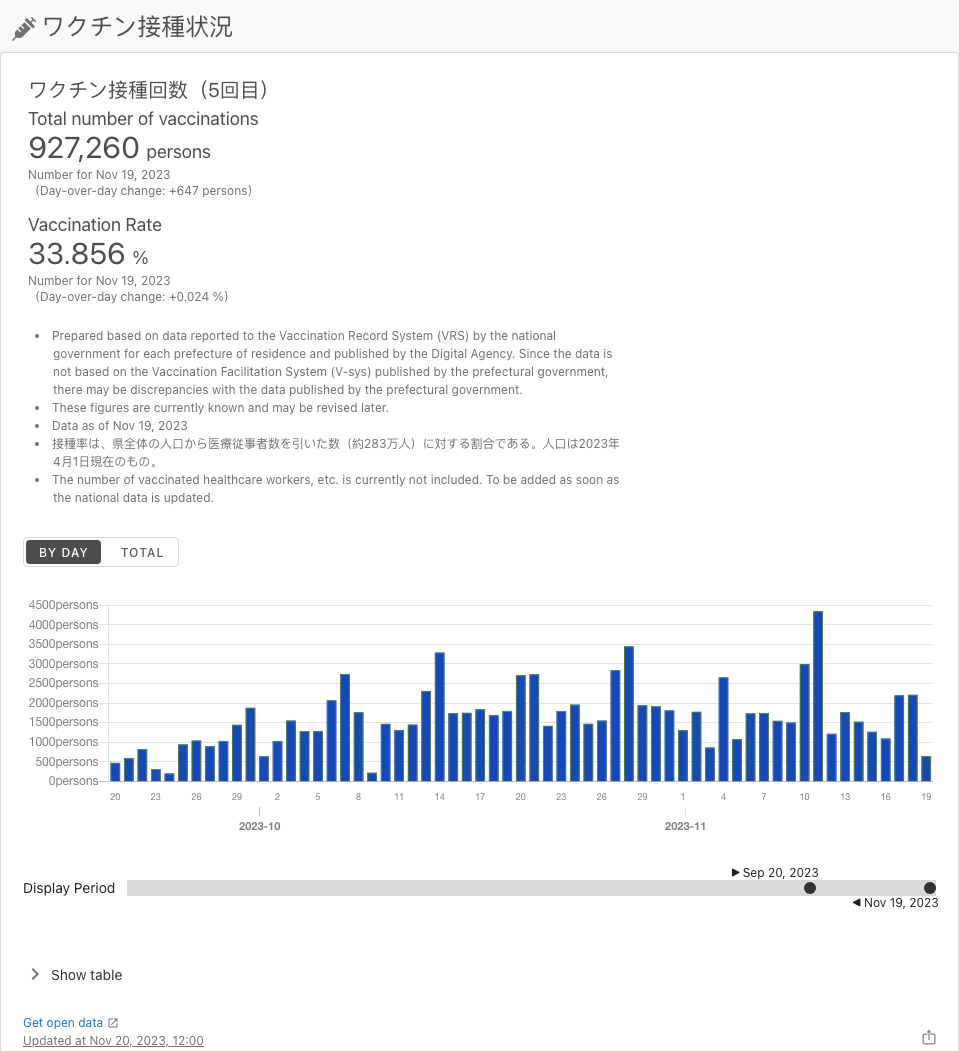 ワクチン接種状況
ワクチン接種回数（5回目）
Total number of vaccinations
927,260 persons
Number for Nov 19, 2023
（Day-over-day change: +647 persons）
Vaccination Rate
33.856 %
Number for Nov 19, 2023
（Day-over-day change: +0.024 %）
• Prepared based on data reported to the Vaccination Record System (VRS) by the national
government for each prefecture of residence and published by the Digital Agency. Since the data is
not based on the Vaccination Facilitation System (V-sys) published by the prefectural government,
there may be discrepancies with the data published by the prefectural government.
• These figures are currently known and may be revised later.
• Data as of Nov 19, 2023
• 接種率は、県全体の人口から医療従事者数を引いた数（約283万人）に対する割合である。人口は2023年
4月1日現在のもの。
• The number of vaccinated healthcare workers, etc. is currently not included. To be added as soon as
the national data is updated.
BY DAY TOTAL
4500persons
4000persons
3500persons
3000persons
2500persons
2000persons
1500persons
1000persons
500persons
0persons
20 23 26 29 2 5 8 11 14 17 20 23 26 29 1 4 7 10 13 16 19
2023-10 2023-11
Sep 20, 2023
Display Period
Nov 19, 2023
Show table
Get open data
Updated at Nov 20, 2023, 12:00